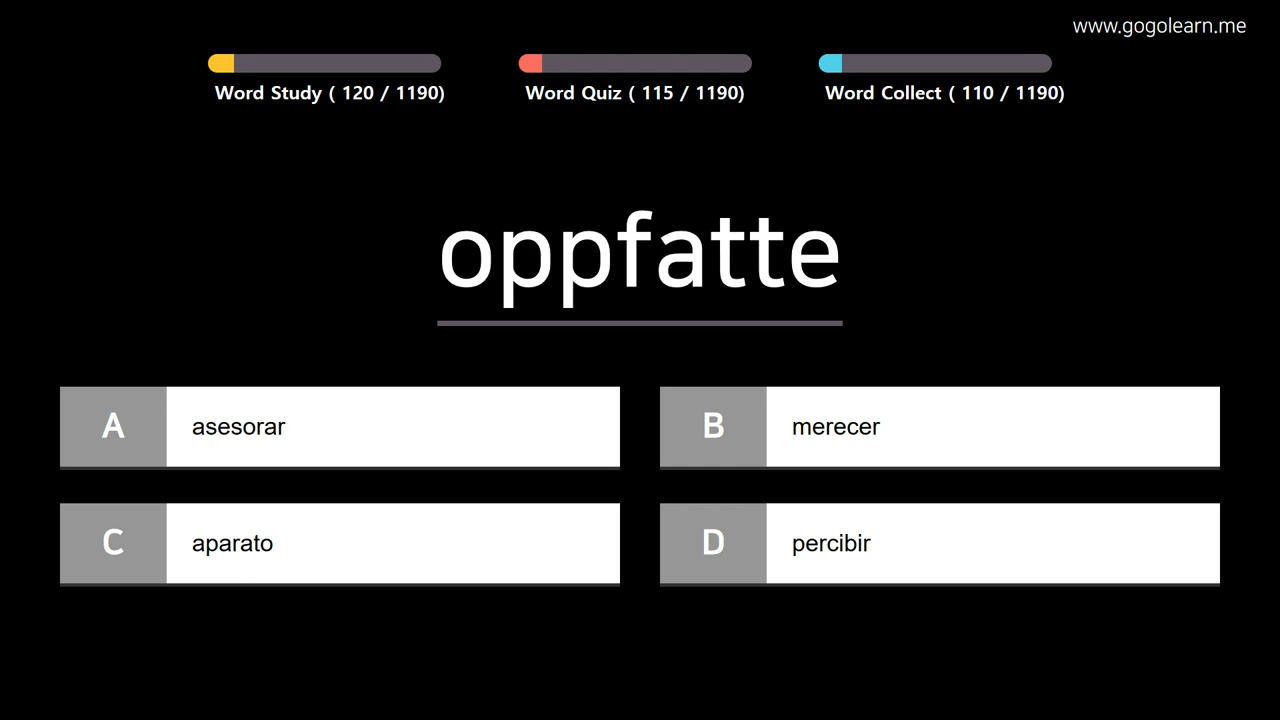 www.gogolearn.me
Word Study ( 120 / 1190)
Word Quiz ( 115 / 1190)
Word Collect ( 110 / 1190)
oppfatte
A asesorar
B merecer
C aparato
D percibir